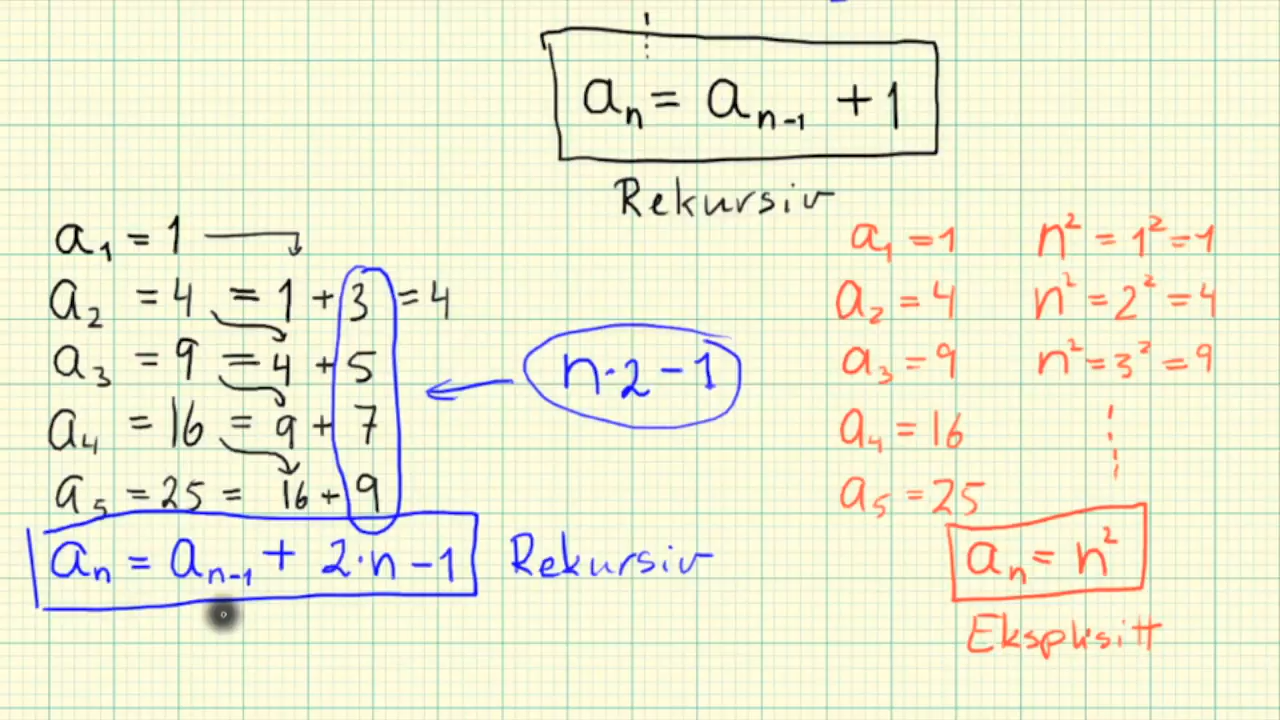 aₙ = aₙ₋₁ + 1
Rekursiv
a₁ = 1
a₂ = 4 = 1 + 3 = 4
a₃ = 9 = 4 + 5
a₄ = 16 = 9 + 7
a₅ = 25 = 16 + 9
n·2 - 1
aₙ = aₙ₋₁ + 2·n - 1 Rekursiv
a₁ = 1 n² = 1² = 1
a₂ = 4 n² = 2² = 4
a₃ = 9 n² = 3² = 9
a₄ = 16
a₅ = 25
aₙ = n²
Eksplisitt